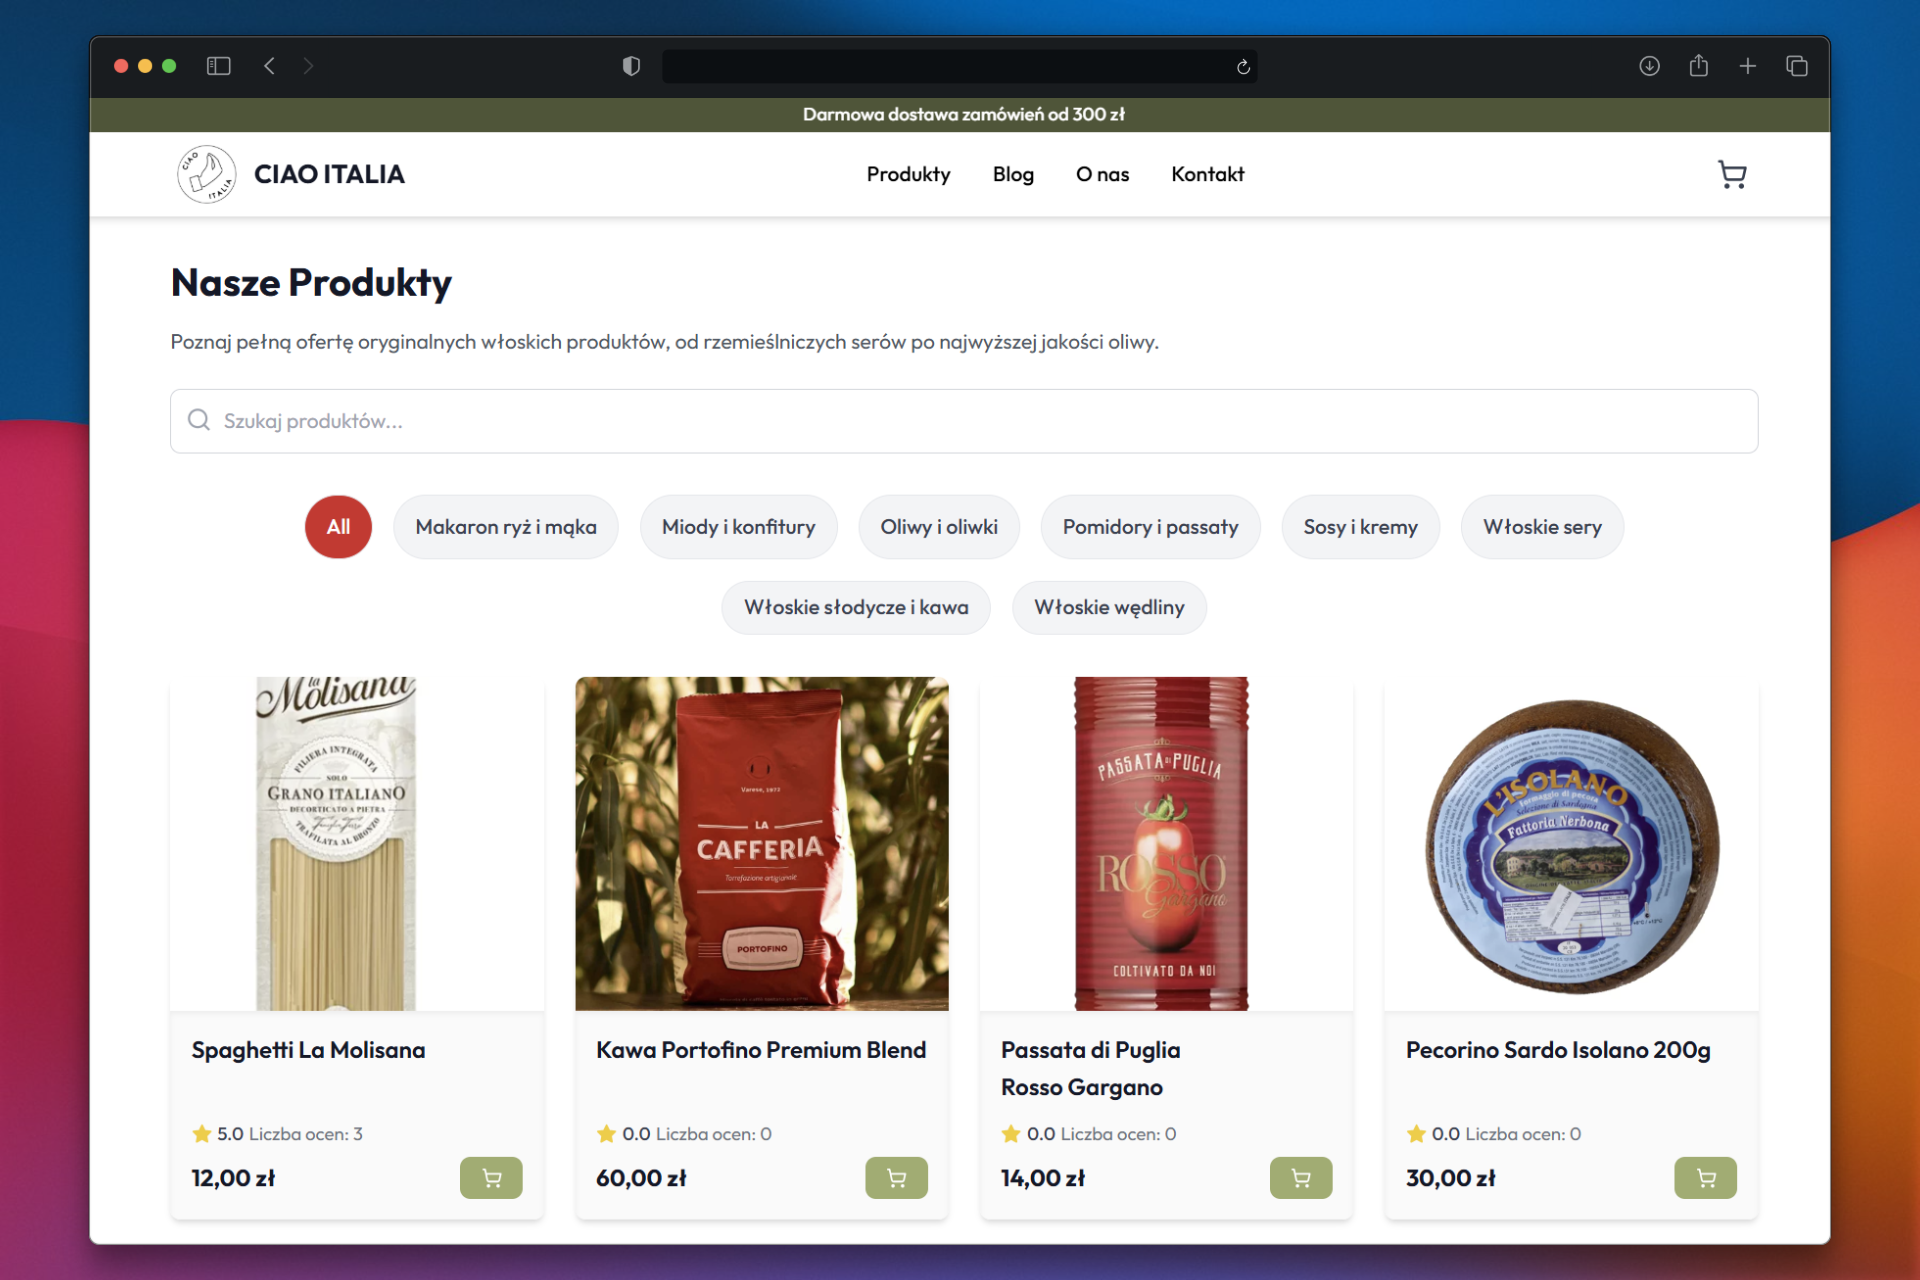 Darmowa dostawa zamówień od 300 zł
CIAO
ITALIA
CIAO ITALIA
Produkty
Blog
O nas
Kontakt
Nasze Produkty
Poznaj pełną ofertę oryginalnych włoskich produktów, od rzemieślniczych serów po najwyższej jakości oliwy.
Szukaj produktów...
All
Makaron ryż i mąka
Miody i konfitury
Oliwy i oliwki
Pomidory i passaty
Sosy i kremy
Włoskie sery
Włoskie słodycze i kawa
Włoskie wędliny
la
Molisana
FILIERA INTEGRATA
SOLO
GRANO ITALIANO
DECORTICATO A PIETRA
TRAFILATA AL BRONZO
Varese, 1972
LA
CAFFERIA
Torrefazione artigianale
PORTOFINO
PASSATA DI PUGLIA
ROSSO
Gargano
COLTIVATO DA NOI
L'ISOLANO
formaggio di pecora
Selezione di Sardegna
Fattoria Nerbona
Spaghetti La Molisana
5.0 Liczba ocen: 3
12,00 zł
Kawa Portofino Premium Blend
0.0 Liczba ocen: 0
60,00 zł
Passata di Puglia
Rosso Gargano
0.0 Liczba ocen: 0
14,00 zł
Pecorino Sardo Isolano 200g
0.0 Liczba ocen: 0
30,00 zł